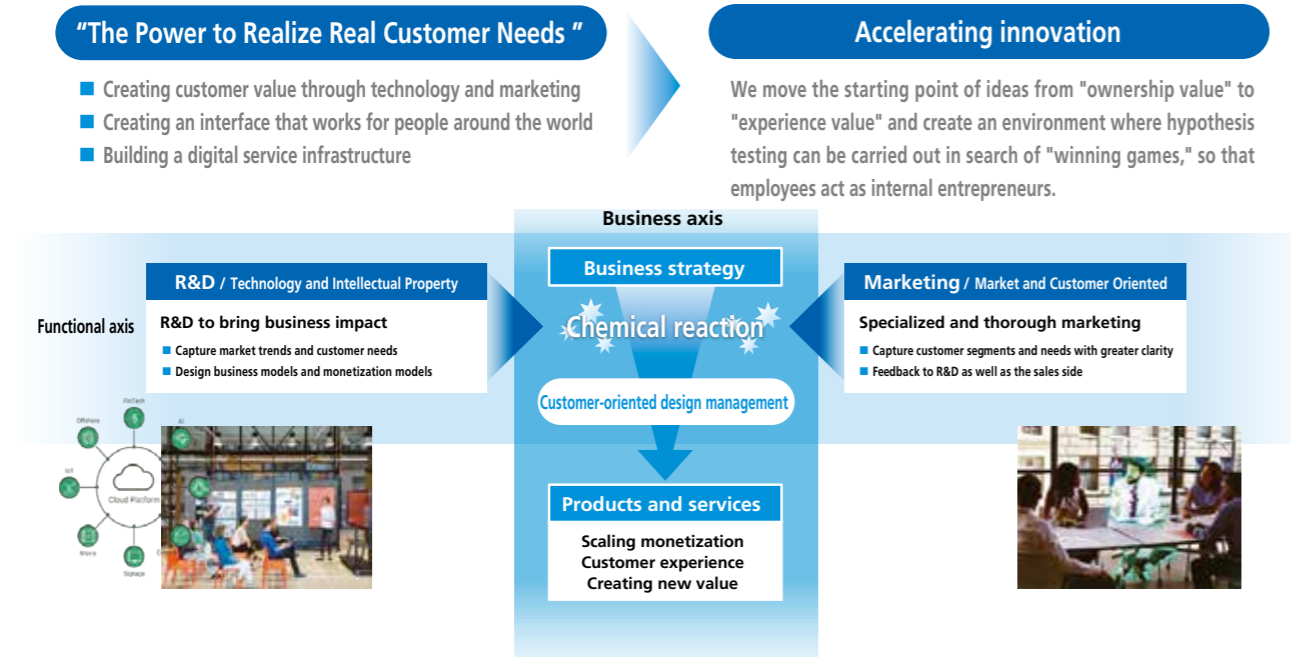 “The Power to Realize Real Customer Needs ”
Creating customer value through technology and marketing
Creating an interface that works for people around the world
Building a digital service infrastructure
Accelerating innovation
We move the starting point of ideas from "ownership value" to
"experience value" and create an environment where hypothesis
testing can be carried out in search of "winning games," so that
employees act as internal entrepreneurs.
Business axis
Business strategy
Functional axis
R&D / Technology and Intellectual Property
R&D to bring business impact
Capture market trends and customer needs
Design business models and monetization models
Chemical reaction
Marketing / Market and Customer Oriented
Specialized and thorough marketing
Capture customer segments and needs with greater clarity
Feedback to R&D as well as the sales side
Customer-oriented design management
FinTech
Offshore
AI
IoT
Cloud Platform
More
Signage
Products and services
Scaling monetization
Customer experience
Creating new value